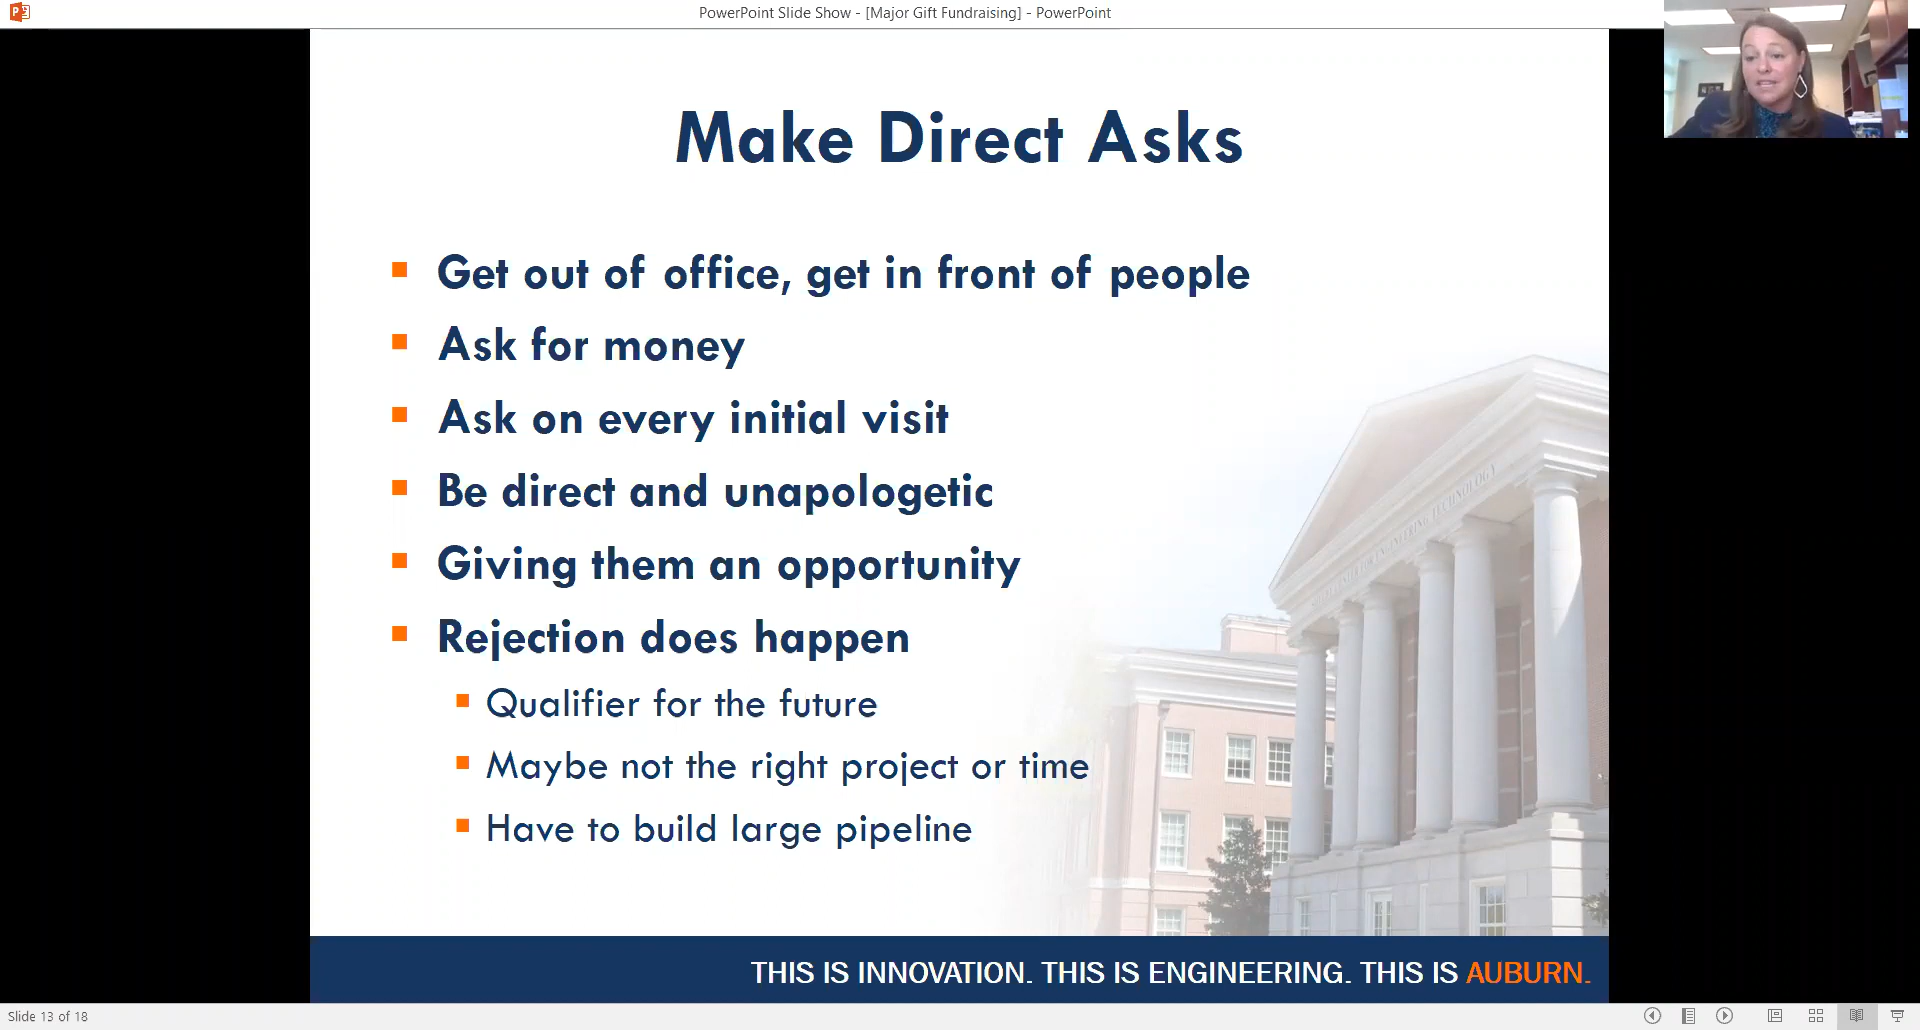 PowerPoint Slide Show - [Major Gift Fundraising] - PowerPoint
Make Direct Asks
Get out of office, get in front of people
Ask for money
Ask on every initial visit
Be direct and unapologetic
Giving them an opportunity
Rejection does happen
Qualifier for the future
Maybe not the right project or time
Have to build large pipeline
THIS IS INNOVATION. THIS IS ENGINEERING. THIS IS AUBURN.
Slide 13 of 18